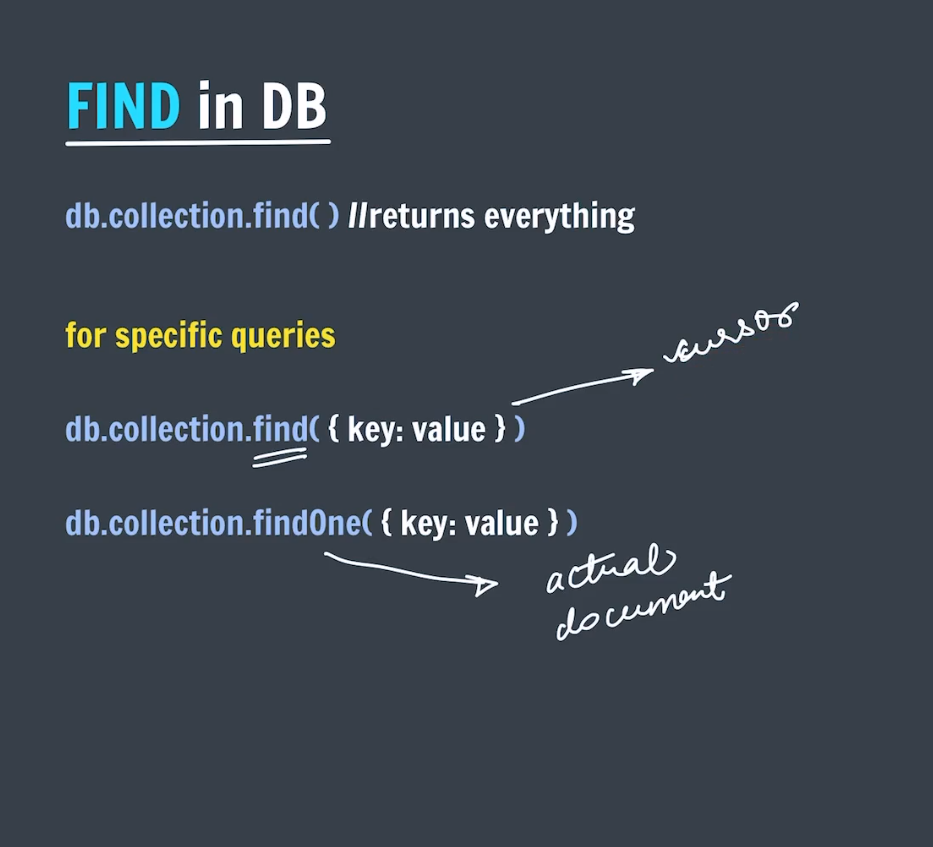 FIND in DB
db.collection.find( ) //returns everything
for specific queries
cursor
db.collection.find( { key: value } )
db.collection.findOne( { key: value } )
actual
document